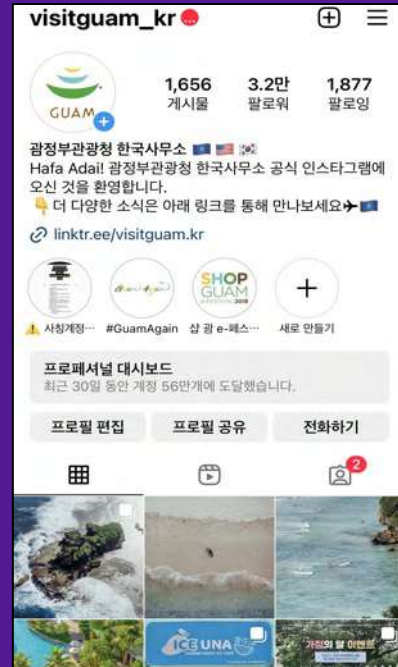 visitguam_kr
GUAM
1,656 3.2만 1,877
게시물 팔로워 팔로잉
괌정부관광청 한국사무소
Hafa Adai! 괌정부관광청 한국사무소 공식 인스타그램에
오신 것을 환영합니다.
더 다양한 소식은 아래 링크를 통해 만나보세요
linktr.ee/visitguam.kr
SHOP
GUAM
사칭계정… #GuamAgain 샵 괌 e-페스… 새로 만들기
프로페셔널 대시보드
최근 30일 동안 계정 56만개에 도달했습니다.
프로필 편집 프로필 공유 전화하기
2
ICE UNA
가정의 달 이벤트